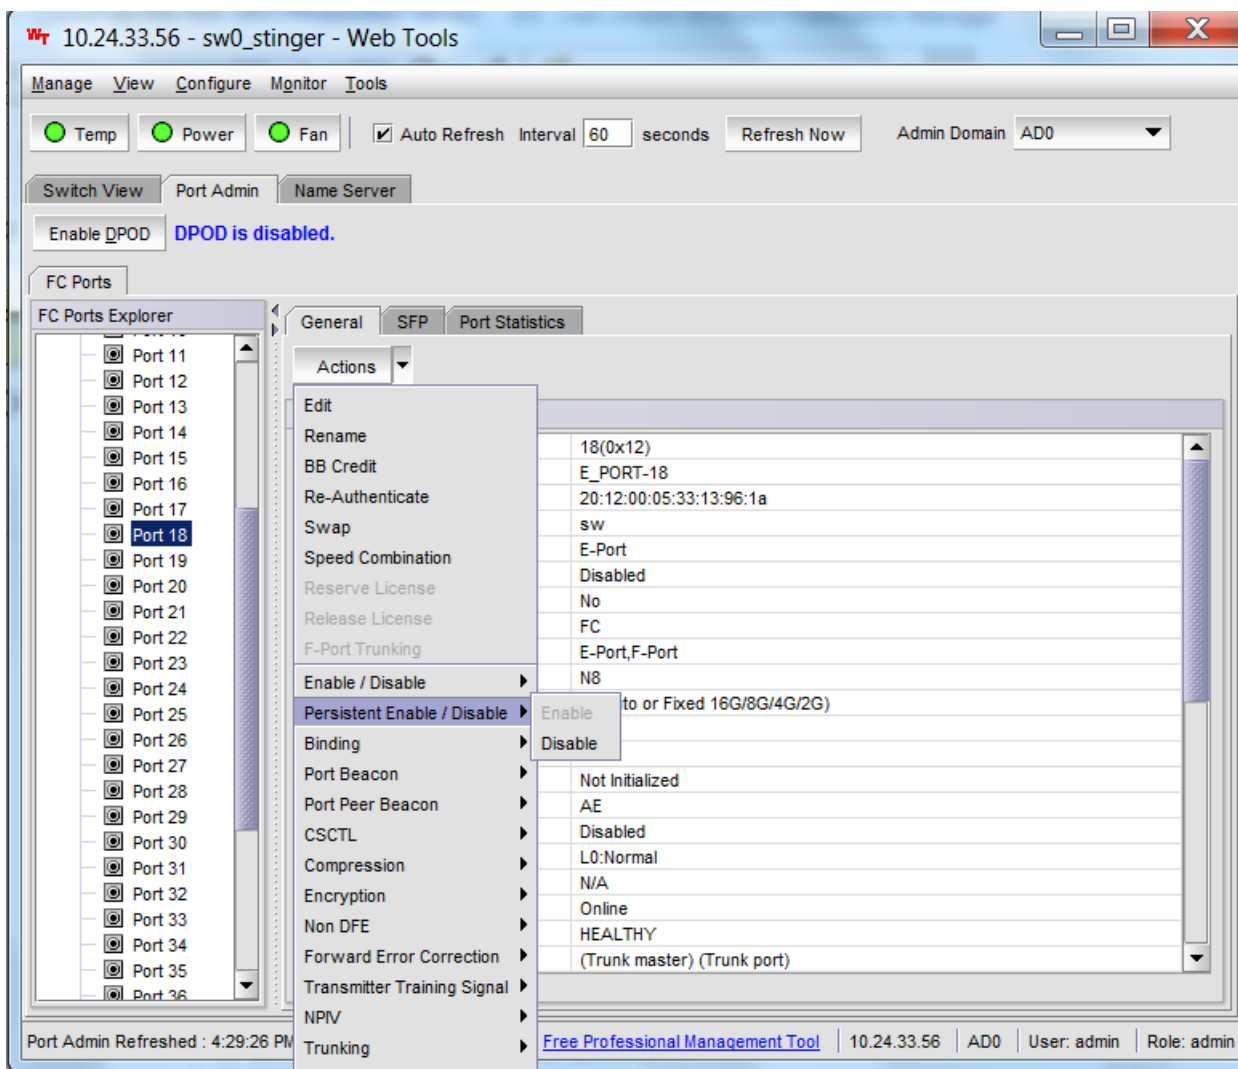 WT 10.24.33.56 - sw0_stinger - Web Tools
Manage View Configure Monitor Tools
Temp Power Fan Auto Refresh Interval 60 seconds Refresh Now Admin Domain AD0
Switch View Port Admin Name Server
Enable DPOD DPOD is disabled.
FC Ports
FC Ports Explorer
Port 11
Port 12
Port 13
Port 14
Port 15
Port 16
Port 17
Port 18
Port 19
Port 20
Port 21
Port 22
Port 23
Port 24
Port 25
Port 26
Port 27
Port 28
Port 29
Port 30
Port 31
Port 32
Port 33
Port 34
Port 35
Port 36
General SFP Port Statistics
Actions
Edit
Rename
BB Credit
Re-Authenticate
Swap
Speed Combination
Reserve License
Release License
F-Port Trunking
Enable / Disable
Persistent Enable / Disable
Binding
Port Beacon
Port Peer Beacon
CSCTL
Compression
Encryption
Non DFE
Forward Error Correction
Transmitter Training Signal
NPIV
Trunking
Enable
Disable
18(0x12)
E_PORT-18
20:12:00:05:33:13:96:1a
sw
E-Port
Disabled
No
FC
E-Port,F-Port
N8
to or Fixed 16G/8G/4G/2G)
Not Initialized
AE
Disabled
L0:Normal
N/A
Online
HEALTHY
(Trunk master) (Trunk port)
Port Admin Refreshed : 4:29:26 PM Free Professional Management Tool 10.24.33.56 AD0 User: admin Role: admin